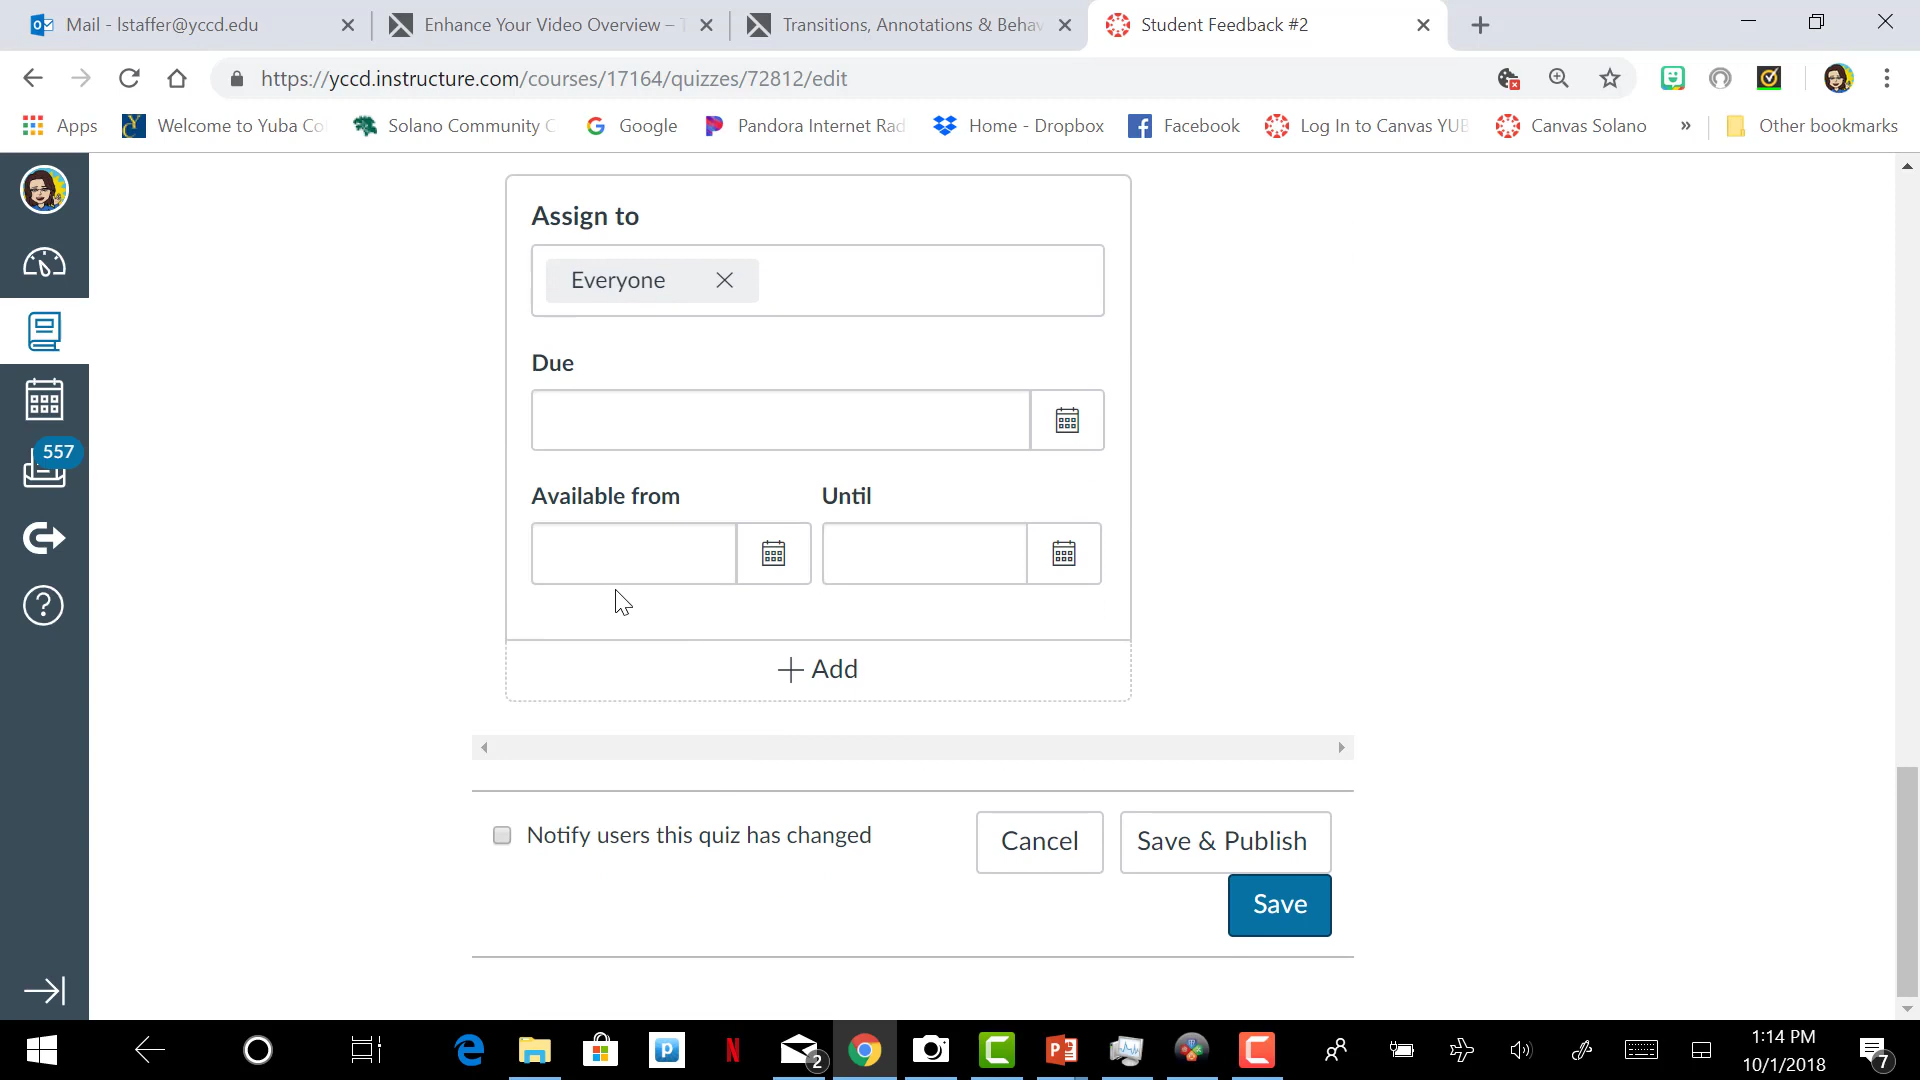 Mail - lstaffer@yccd.edu
Enhance Your Video Overview –
Transitions, Annotations & Behav
Student Feedback #2
https://yccd.instructure.com/courses/17164/quizzes/72812/edit
Apps
Welcome to Yuba Co
Solano Community C
Google
Pandora Internet Rad
Home - Dropbox
Facebook
Log In to Canvas YUB
Canvas Solano
»
Other bookmarks
Assign to
Everyone
Due
557
Available from
Until
+ Add
Notify users this quiz has changed
Cancel
Save & Publish
Save
2
1:14 PM
10/1/2018
7